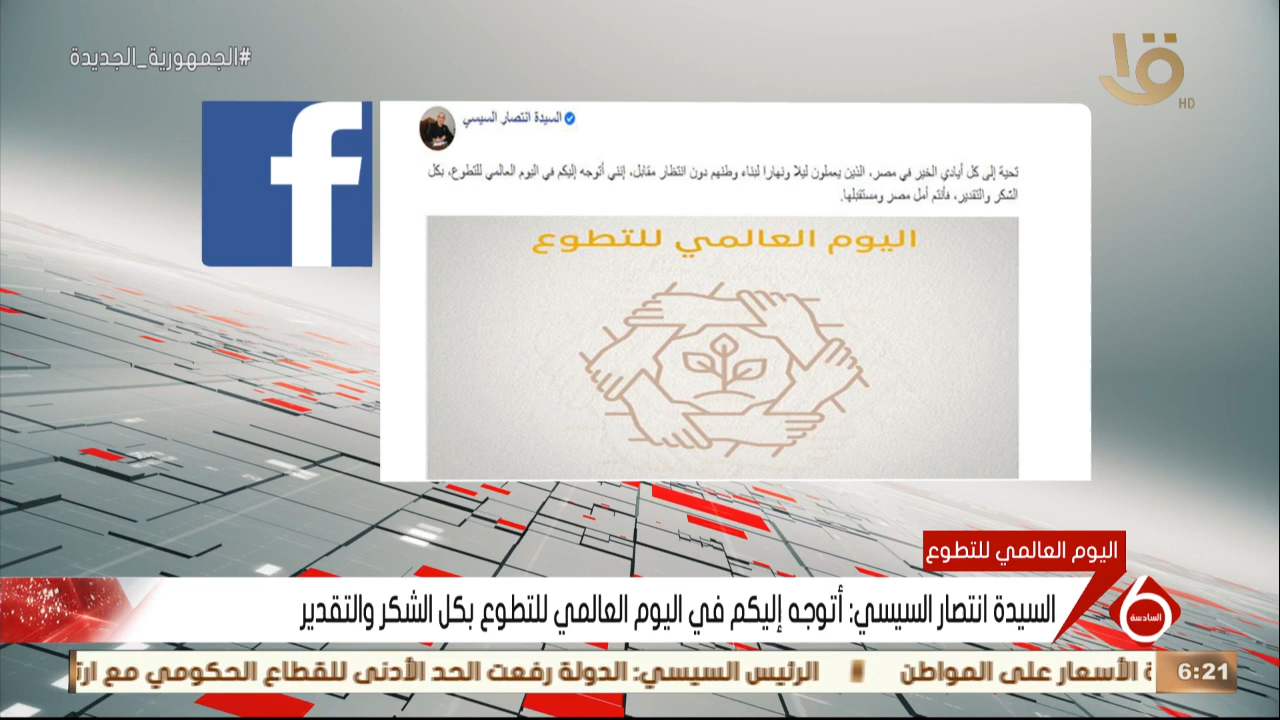 #الجمهورية_الجديدة
HD
السيدة انتصار السيسي
تحية إلى كل أيادي الخير في مصر، الذين يعملون ليلا ونهارا لبناء وطنهم دون انتظار مقابل، إنني أتوجه إليكم في اليوم العالمي للتطوع، بكل
الشكر والتقدير، فأنتم أمل مصر ومستقبلها.
اليوم العالمي للتطوع
اليوم العالمي للتطوع
السيدة انتصار السيسي: أتوجه إليكم في اليوم العالمي للتطوع بكل الشكر والتقدير
السادسة
6:21
الأسعار على المواطن الرئيس السيسي: الدولة رفعت الحد الأدنى للقطاع الحكومي مع